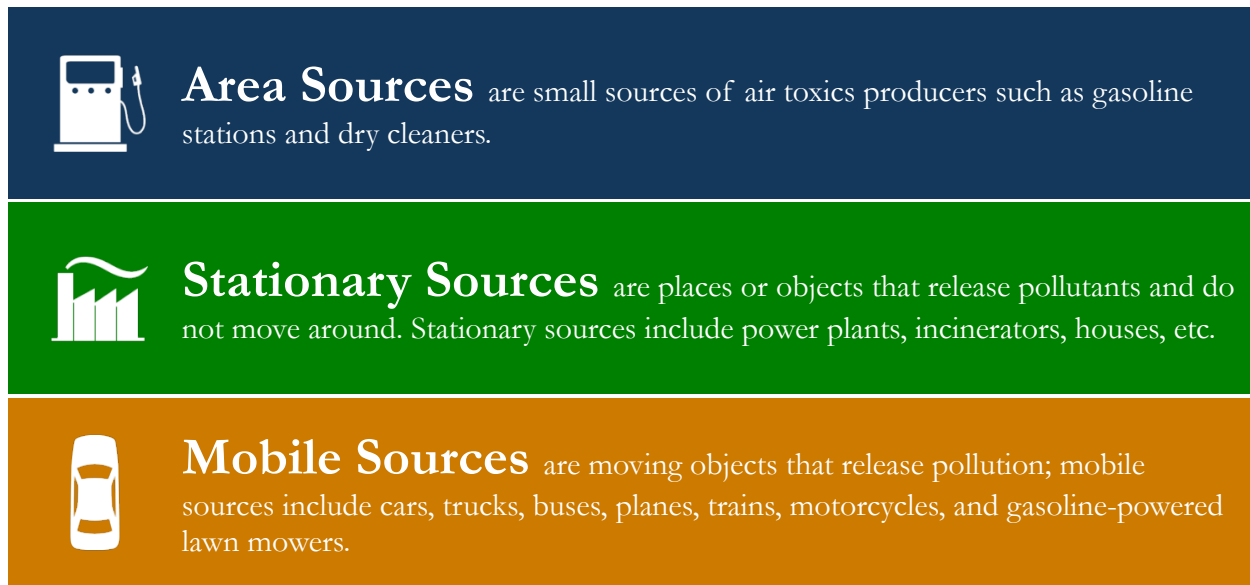 Area Sources are small sources of air toxics producers such as gasoline
stations and dry cleaners.
Stationary Sources are places or objects that release pollutants and do
not move around. Stationary sources include power plants, incinerators, houses, etc.
Mobile Sources are moving objects that release pollution; mobile
sources include cars, trucks, buses, planes, trains, motorcycles, and gasoline-powered
lawn mowers.